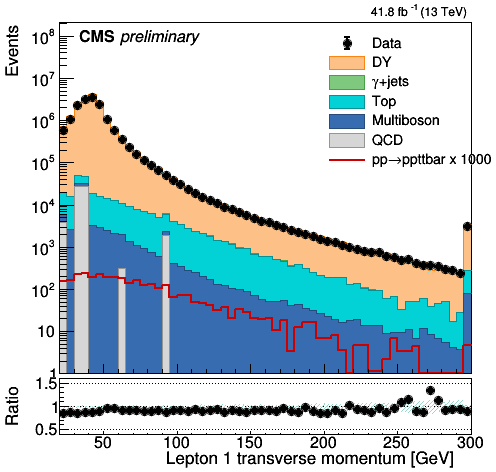 41.8 fb⁻¹ (13 TeV)
CMS preliminary
Events
10⁸
10⁷
10⁶
10⁵
10⁴
10³
10²
10
1
Data
DY
γ+jets
Top
Multiboson
QCD
pp→ppttbar x 1000
Ratio
1.5
1
0.5
50 100 150 200 250 300
Lepton 1 transverse momentum [GeV]